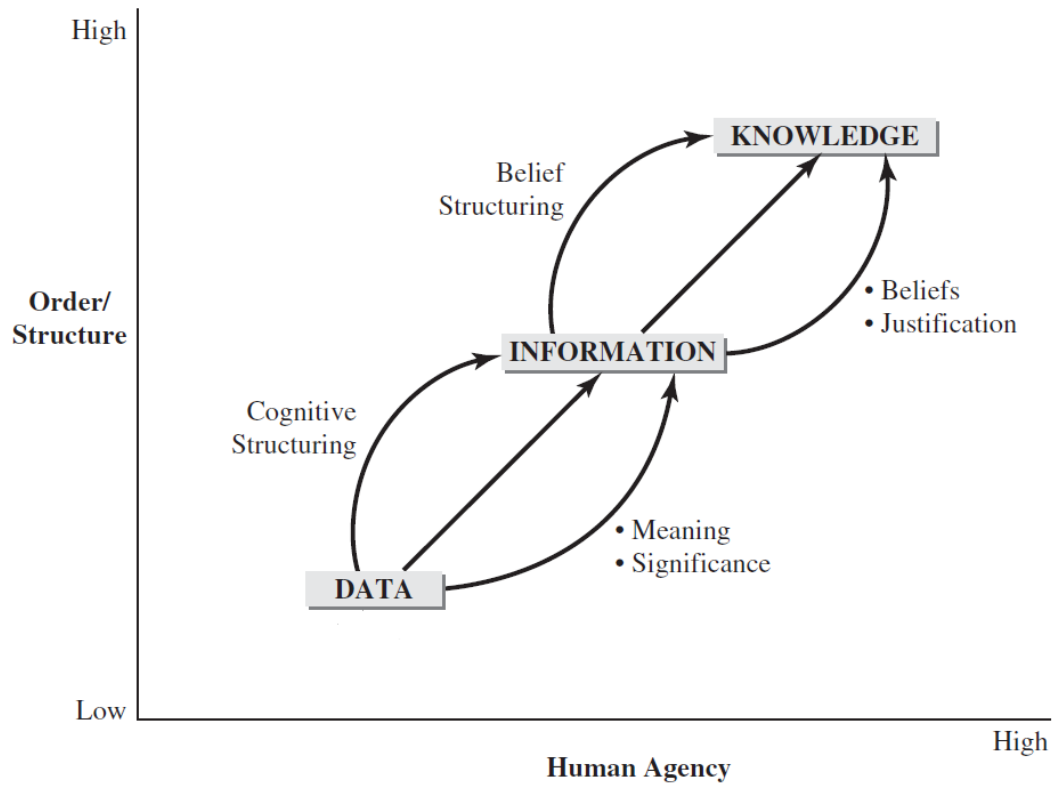 High
KNOWLEDGE
Belief
Structuring
• Beliefs
• Justification
Order/
Structure
INFORMATION
Cognitive
Structuring
• Meaning
• Significance
DATA
Low
High
Human Agency